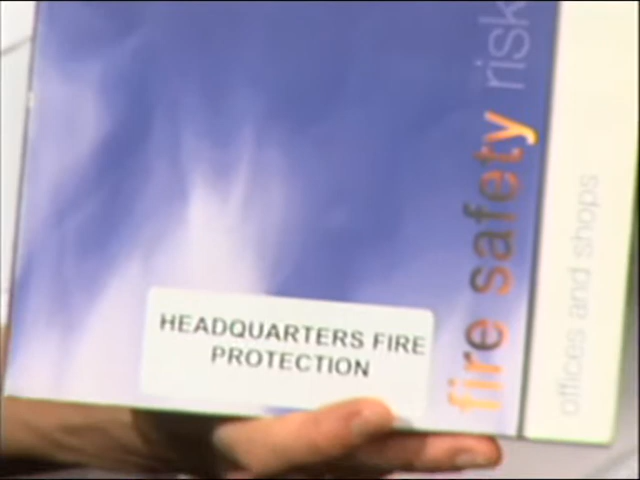 fire safety risk
offices and shops
HEADQUARTERS FIRE
PROTECTION